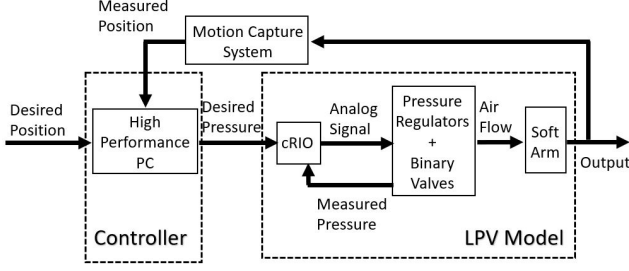 Measured
Position
Motion Capture
System
Desired
Position
High
Performance
PC
Desired
Pressure
cRIO
Analog
Signal
Pressure
Regulators
+
Binary
Valves
Air
Flow
Soft
Arm
Output
Measured
Pressure
Controller
LPV Model